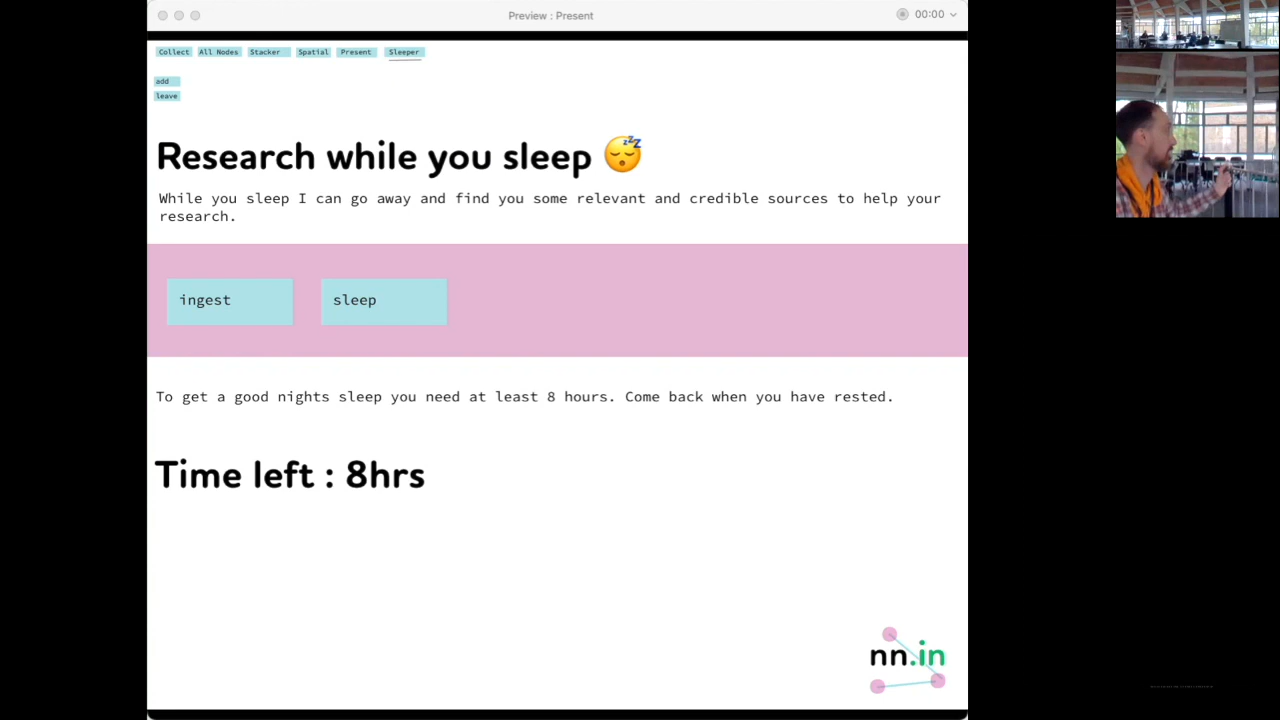 Preview : Present
00:00
Collect All Nodes Stacker Spatial Present Sleeper
add
leave
Research while you sleep 😴
While you sleep I can go away and find you some relevant and credible sources to help your
research.
ingest sleep
To get a good nights sleep you need at least 8 hours. Come back when you have rested.
Time left : 8hrs
nn.in